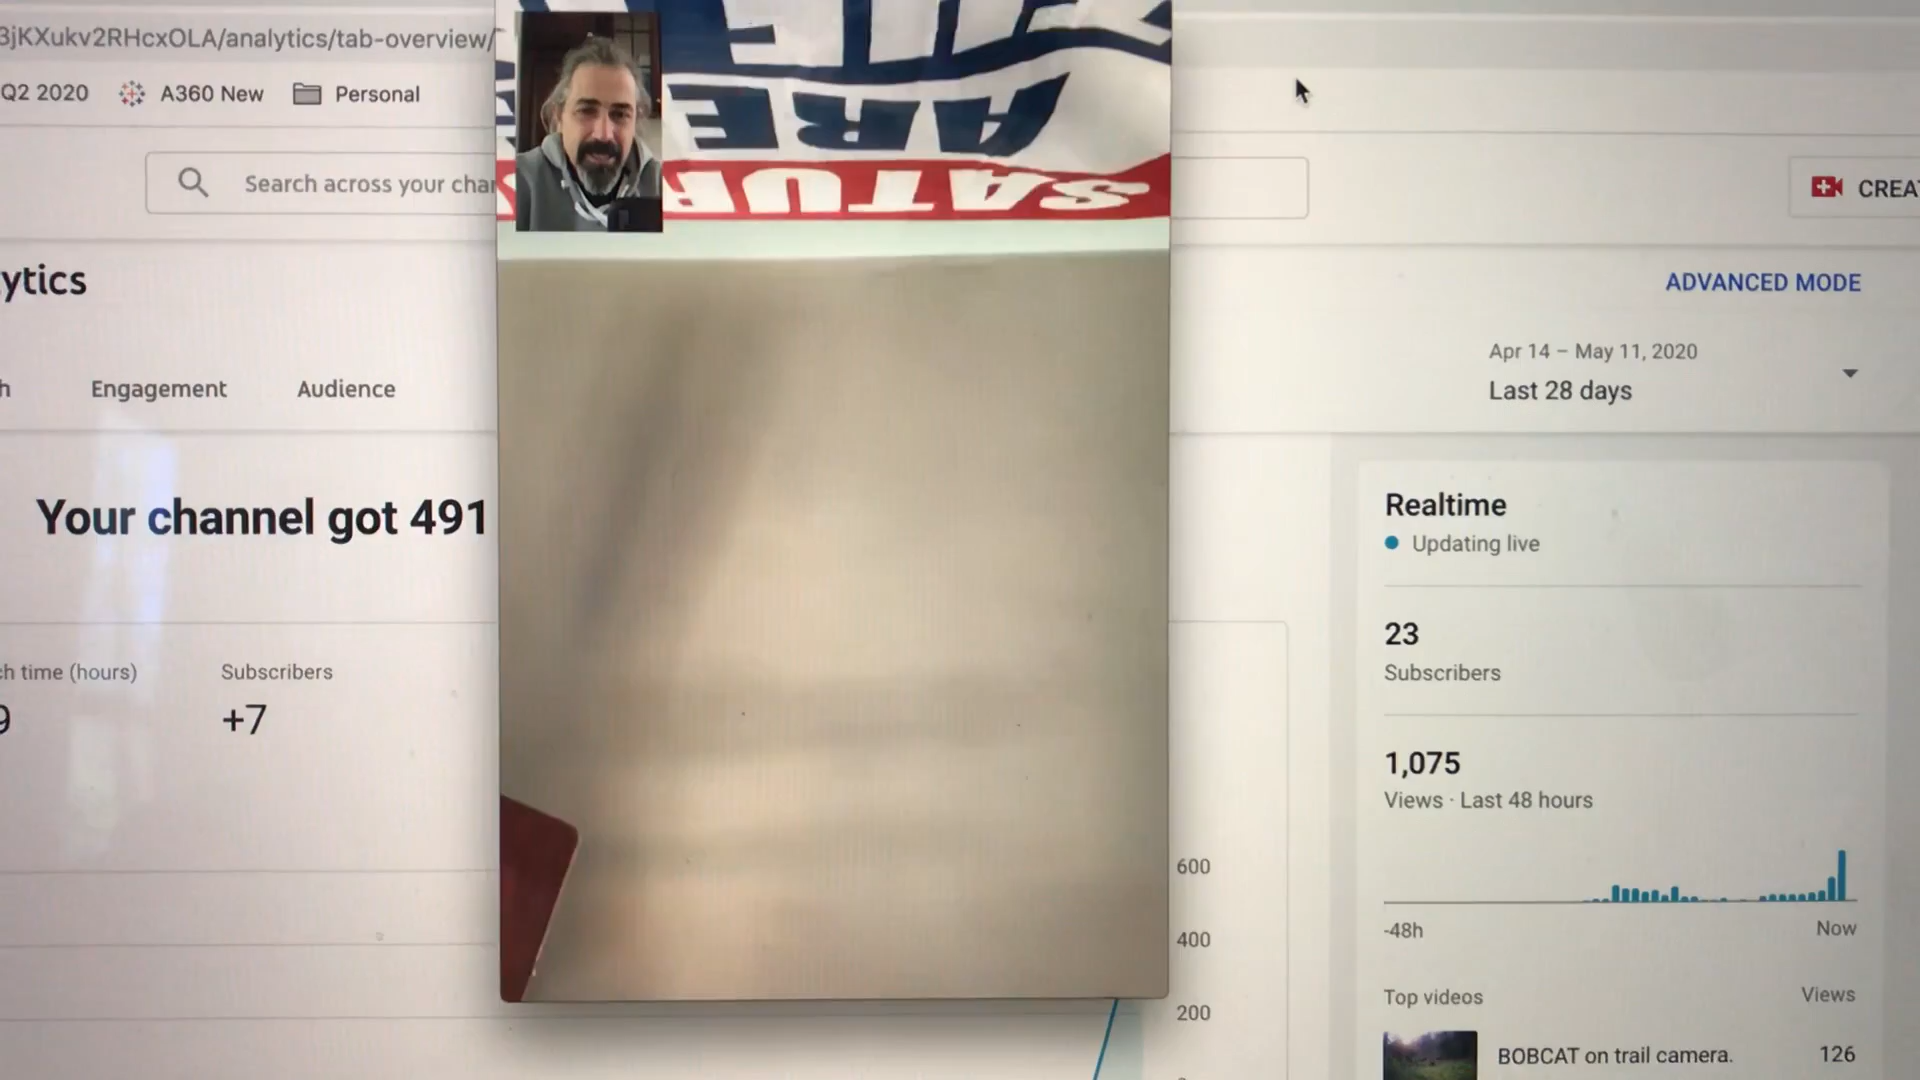 3jKXukv2RHcxOLA/analytics/tab-overview/
Q2 2020
A360 New
Personal
ARE
Search across your
CREA
ytics
ADVANCED MODE
Apr 14 – May 11, 2020
Last 28 days
h
Engagement
Audience
Your channel got 491
Realtime
Updating live
23
Subscribers
ch time (hours)
Subscribers
9
+7
1,075
Views · Last 48 hours
600
400
200
-48h
Now
Top videos
Views
BOBCAT on trail camera.
126